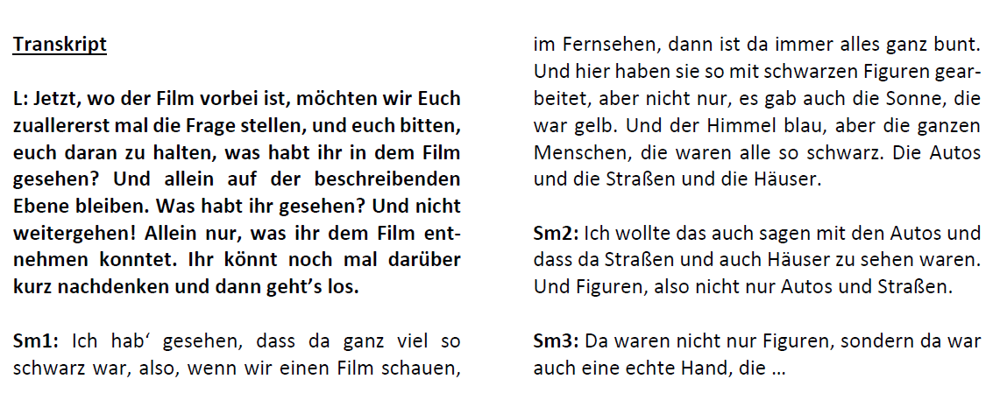 Transkript
L: Jetzt, wo der Film vorbei ist, möchten wir Euch
zuallererst mal die Frage stellen, und euch bitten,
euch daran zu halten, was habt ihr in dem Film
gesehen? Und allein auf der beschreibenden
Ebene bleiben. Was habt ihr gesehen? Und nicht
weitergehen! Allein nur, was ihr dem Film ent-
nehmen konntet. Ihr könnt noch mal darüber
kurz nachdenken und dann geht’s los.
Sm1: Ich hab‘ gesehen, dass da ganz viel so
schwarz war, also, wenn wir einen Film schauen,
im Fernsehen, dann ist da immer alles ganz bunt.
Und hier haben sie so mit schwarzen Figuren gear-
beitet, aber nicht nur, es gab auch die Sonne, die
war gelb. Und der Himmel blau, aber die ganzen
Menschen, die waren alle so schwarz. Die Autos
und die Straßen und die Häuser.
Sm2: Ich wollte das auch sagen mit den Autos und
dass da Straßen und auch Häuser zu sehen waren.
Und Figuren, also nicht nur Autos und Straßen.
Sm3: Da waren nicht nur Figuren, sondern da war
auch eine echte Hand, die …